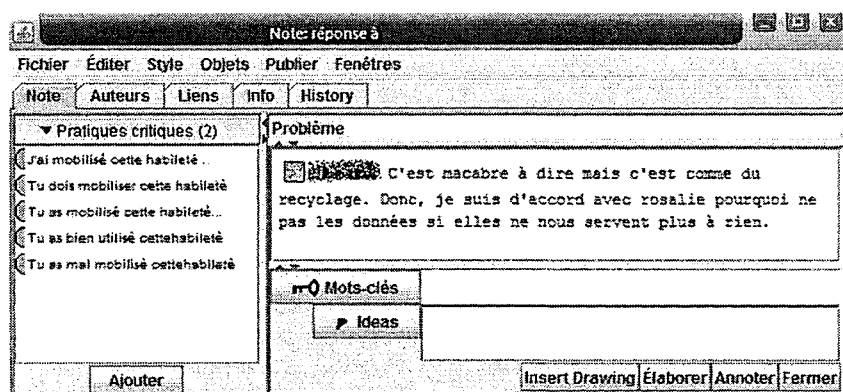 Note: réponse à
Fichier Éditer Style Objets Publier Fenêtres
Note Auteurs Liens Info History
Pratiques critiques (2)
J'ai mobilisé cette habileté ..
Tu dois mobiliser cette habileté
Tu as mobilisé cette habileté...
Tu as bien utilisé cettehabileté
Tu as mal mobilisé cettehabileté
Ajouter
Problème
C'est macabre à dire mais c'est comme du
recyclage. Donc, je suis d'accord avec rosalie pourquoi ne
pas les données si elles ne nous servent plus à rien.
Mots-clés
Ideas
Insert Drawing Élaborer Annoter Fermer